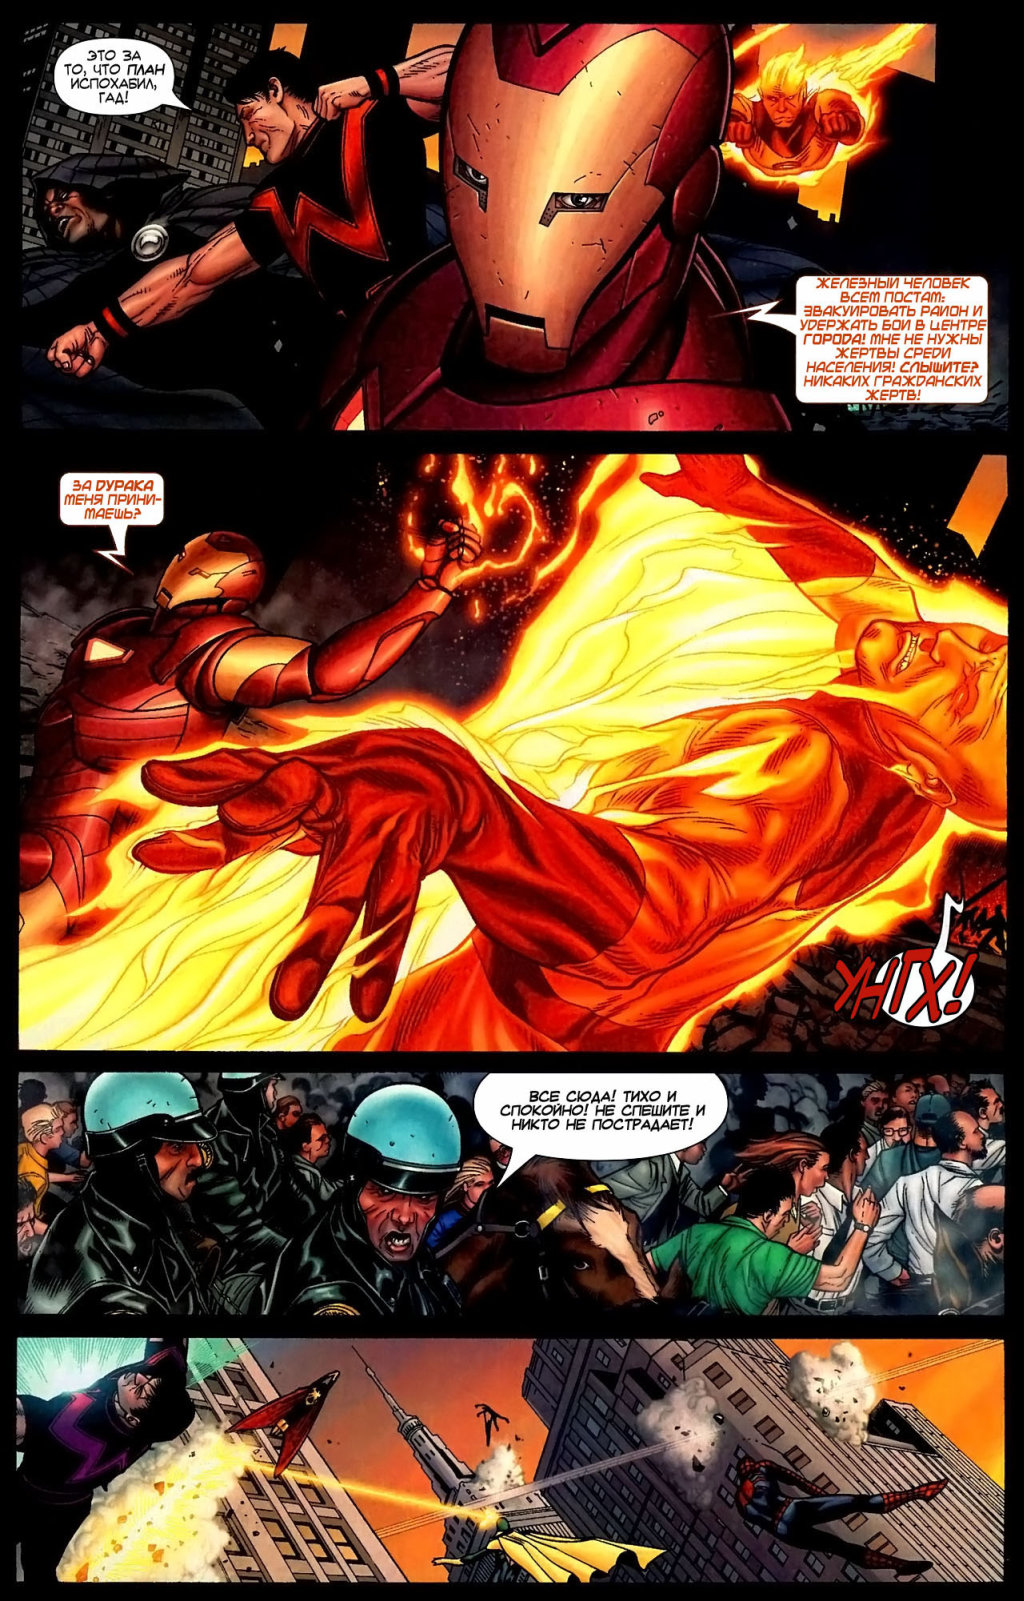 ЭТО ЗА
ТО, ЧТО ПЛАН
ИСПОХАБИЛ,
ГАД!
ЖЕЛЕЗНЫЙ ЧЕЛОВЕК
ВСЕМ ПОСТАМ:
ЭВАКУИРОВАТЬ РАЙОН И
УДЕРЖАТЬ БОИ В ЦЕНТРЕ
ГОРОДА! МНЕ НЕ НУЖНЫ
ЖЕРТВЫ СРЕДИ
НАСЕЛЕНИЯ! СЛЫШИТЕ?
НИКАКИХ ГРАЖДАНСКИХ
ЖЕРТВ!
ЗА ДУРАКА
МЕНЯ ПРИНИ-
МАЕШЬ?
УНГХ!
ВСЕ СЮДА! ТИХО И
СПОКОЙНО! НЕ СПЕШИТЕ И
НИКТО НЕ ПОСТРАДАЕТ!